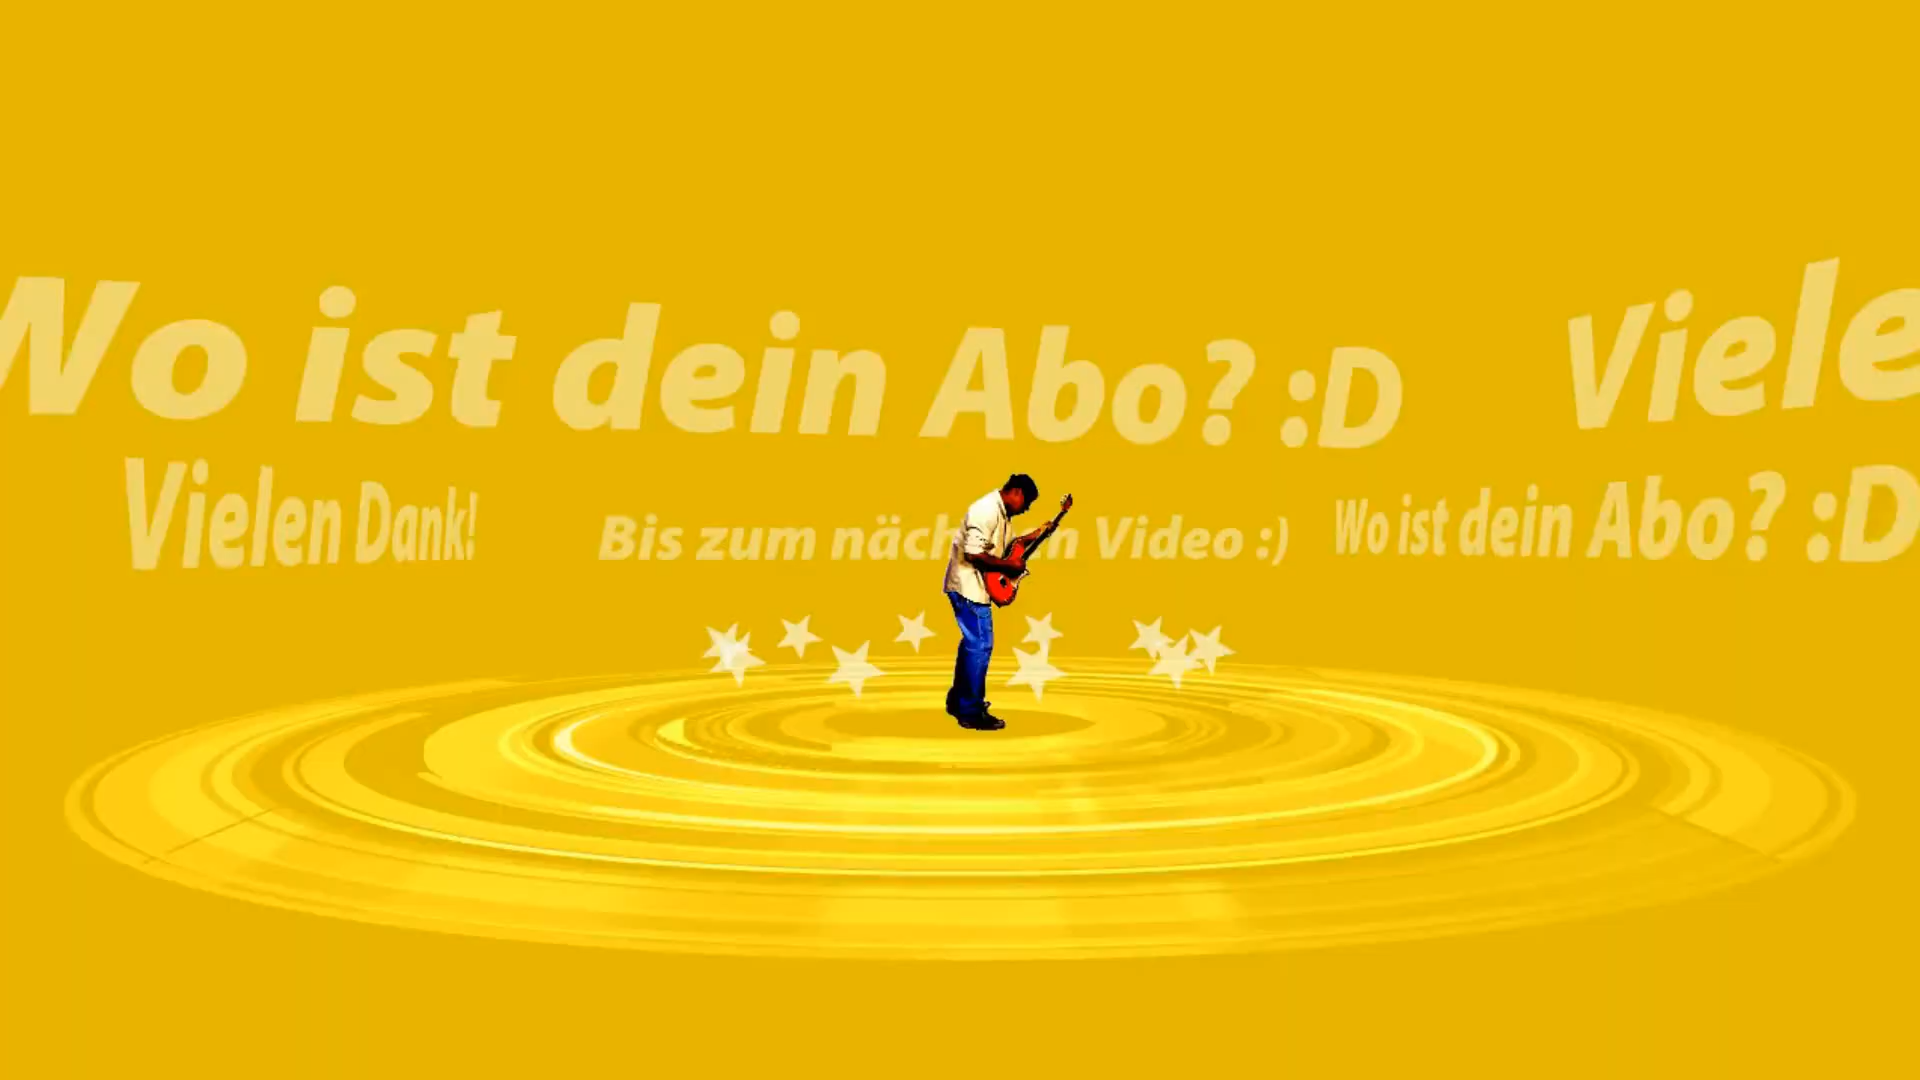 Wo ist dein Abo? :D Viele
Vielen Dank! Bis zum näch n Video :) Wo ist dein Abo? :D